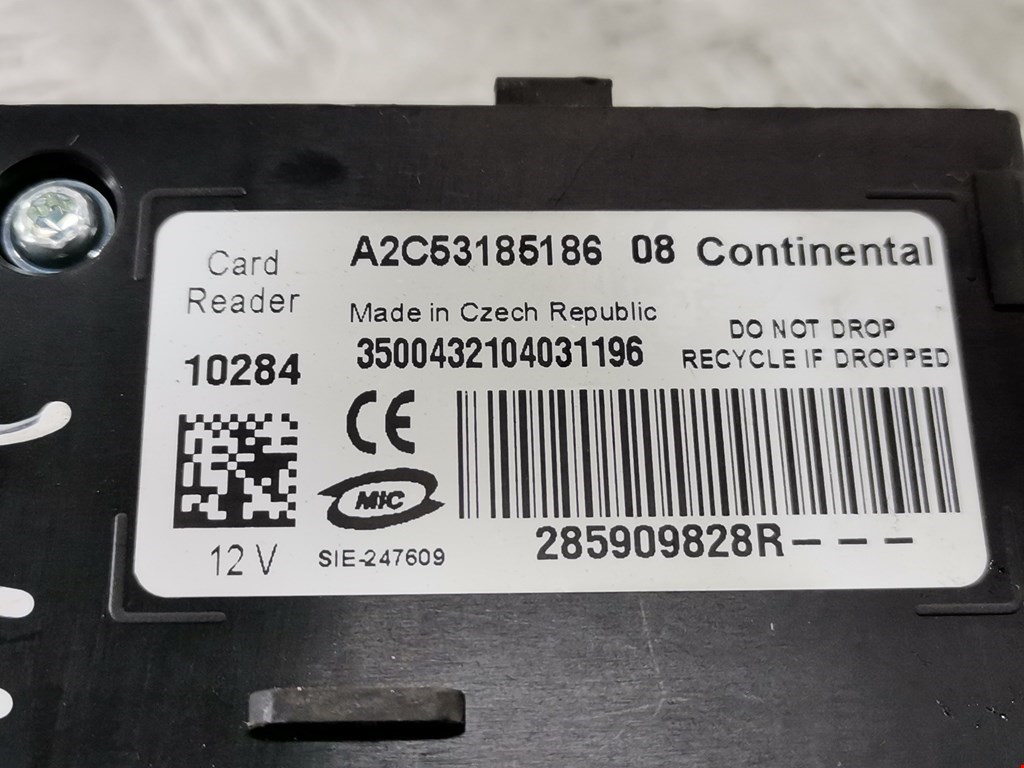 Card
Reader
10284
12 V
A2C53185186 08 Continental
Made in Czech Republic
3500432104031196
DO NOT DROP
RECYCLE IF DROPPED
CE
MIC
SIE-247609
285909828R---